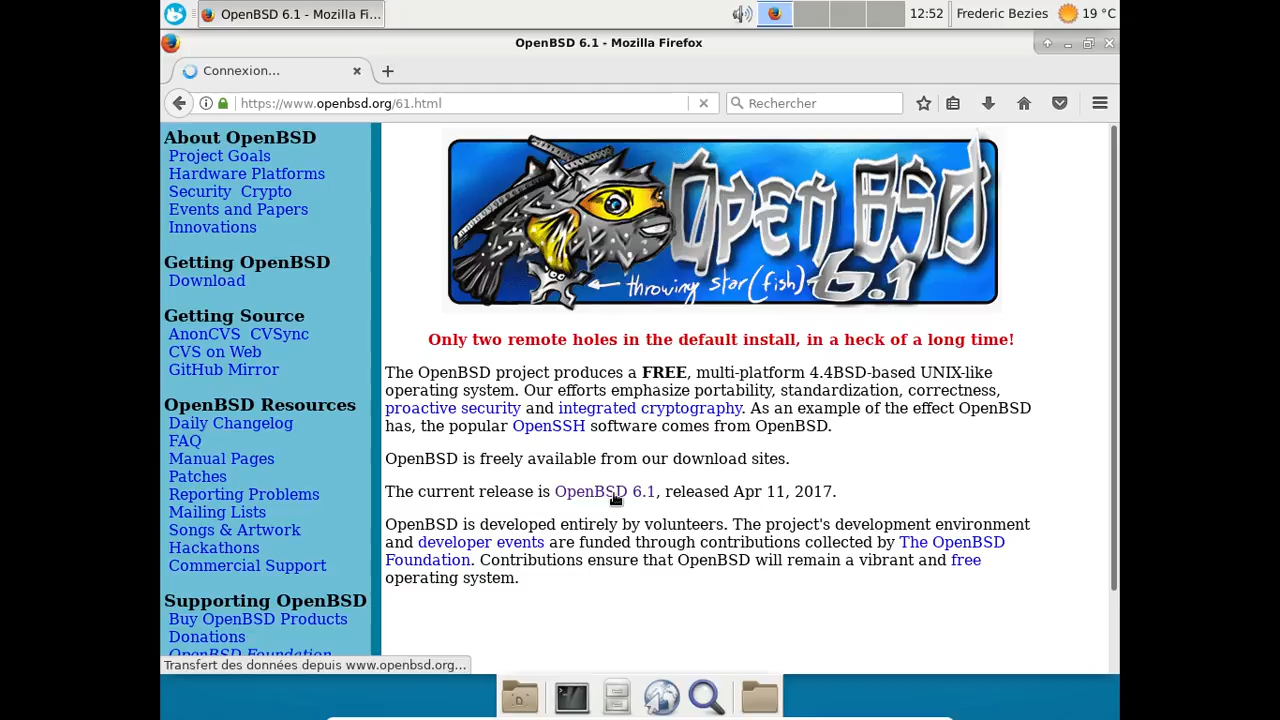 OpenBSD 6.1 - Mozilla Fi...
12:52
Frederic Bezies
19 °C
OpenBSD 6.1 - Mozilla Firefox
Connexion...
https://www.openbsd.org/61.html
Rechercher
About OpenBSD
Project Goals
Hardware Platforms
Security Crypto
Events and Papers
Innovations
Getting OpenBSD
Download
Getting Source
AnonCVS CVSync
CVS on Web
GitHub Mirror
OpenBSD Resources
Daily Changelog
FAQ
Manual Pages
Patches
Reporting Problems
Mailing Lists
Songs & Artwork
Hackathons
Commercial Support
Supporting OpenBSD
Buy OpenBSD Products
Donations
OpenBSD Foundation
OPEN BSD
throwing star(fish)
6.1
Only two remote holes in the default install, in a heck of a long time!
The OpenBSD project produces a FREE, multi-platform 4.4BSD-based UNIX-like
operating system. Our efforts emphasize portability, standardization, correctness,
proactive security and integrated cryptography. As an example of the effect OpenBSD
has, the popular OpenSSH software comes from OpenBSD.
OpenBSD is freely available from our download sites.
The current release is OpenBSD 6.1, released Apr 11, 2017.
OpenBSD is developed entirely by volunteers. The project's development environment
and developer events are funded through contributions collected by The OpenBSD
Foundation. Contributions ensure that OpenBSD will remain a vibrant and free
operating system.
Transfert des données depuis www.openbsd.org...